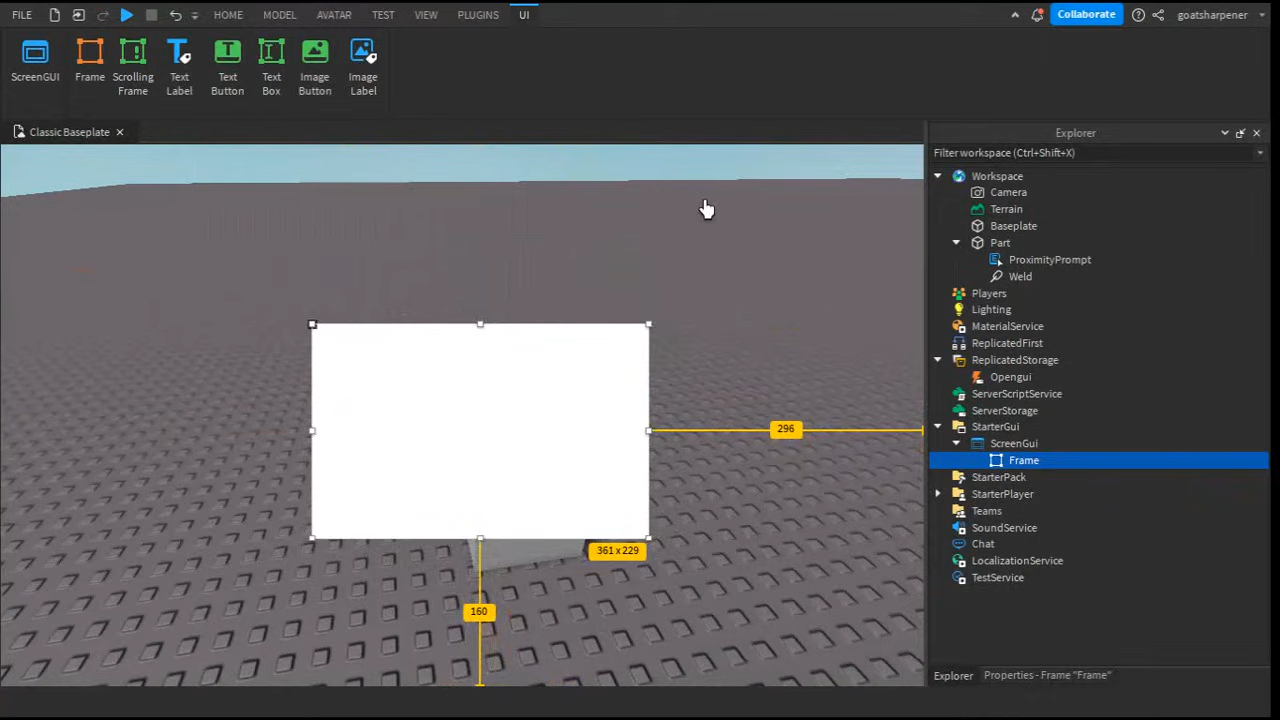 FILE HOME MODEL AVATAR TEST VIEW PLUGINS UI Collaborate goatsharpener
ScreenGUI
Frame
Scrolling
Frame
Text
Label
Text
Button
Text
Box
Image
Button
Image
Label
Classic Baseplate
Explorer
Filter workspace (Ctrl+Shift+X)
Workspace
Camera
Terrain
Baseplate
Part
ProximityPrompt
Weld
Players
Lighting
MaterialService
ReplicatedFirst
ReplicatedStorage
Opengui
ServerScriptService
ServerStorage
StarterGui
ScreenGui
Frame
StarterPack
StarterPlayer
Teams
SoundService
Chat
LocalizationService
TestService
296
361 x 229
160
Explorer Properties - Frame "Frame"